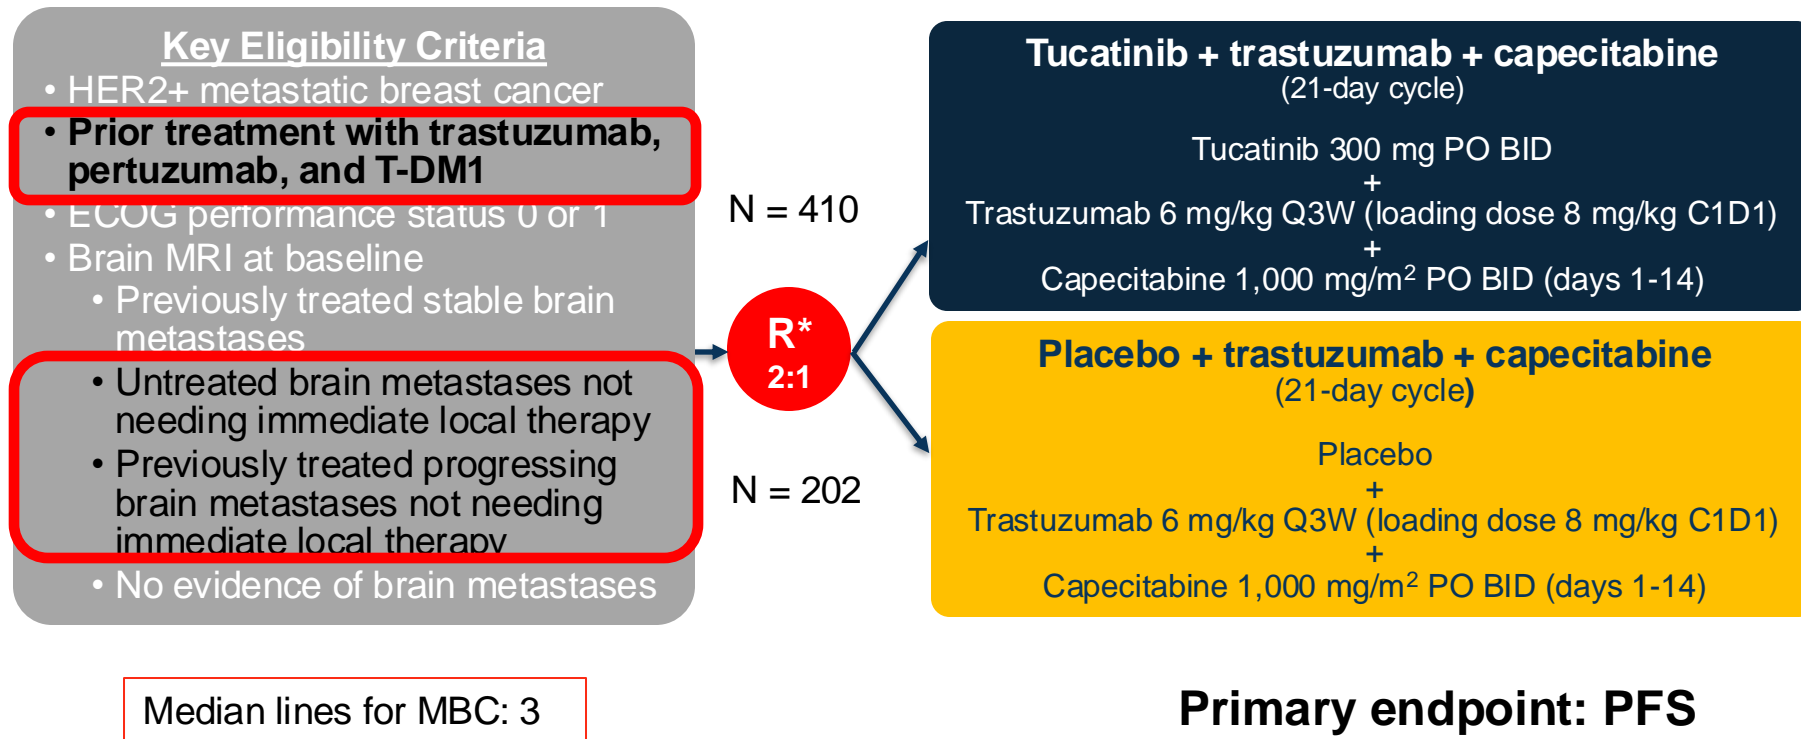 Key Eligibility Criteria
• HER2+ metastatic breast cancer
• Prior treatment with trastuzumab,
pertuzumab, and T-DM1
• ECOG performance status 0 or 1
• Brain MRI at baseline
• Previously treated stable brain
metastases
• Untreated brain metastases not
needing immediate local therapy
• Previously treated progressing
brain metastases not needing
immediate local therapy
• No evidence of brain metastases
Median lines for MBC: 3
N = 410
R*
2:1
N = 202
Tucatinib + trastuzumab + capecitabine
(21-day cycle)
Tucatinib 300 mg PO BID
+
Trastuzumab 6 mg/kg Q3W (loading dose 8 mg/kg C1D1)
+
Capecitabine 1,000 mg/m² PO BID (days 1-14)
Placebo + trastuzumab + capecitabine
(21-day cycle)
Placebo
+
Trastuzumab 6 mg/kg Q3W (loading dose 8 mg/kg C1D1)
+
Capecitabine 1,000 mg/m² PO BID (days 1-14)
Primary endpoint: PFS